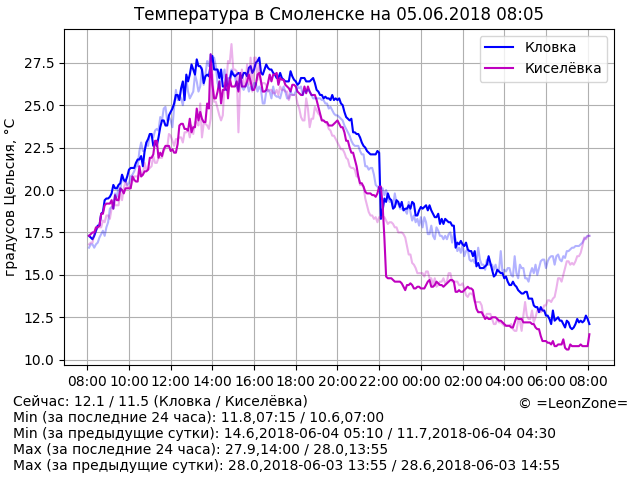 Температура в Смоленске на 05.06.2018 08:05
Кловка
Киселёвка
градусов Цельсия, °C
27.5
25.0
22.5
20.0
17.5
15.0
12.5
10.0
08:00 10:00 12:00 14:00 16:00 18:00 20:00 22:00 00:00 02:00 04:00 06:00 08:00
Сейчас: 12.1 / 11.5 (Кловка / Киселёвка)
© =LeonZone=
Min (за последние 24 часа): 11.8,07:15 / 10.6,07:00
Min (за предыдущие сутки): 14.6,2018-06-04 05:10 / 11.7,2018-06-04 04:30
Max (за последние 24 часа): 27.9,14:00 / 28.0,13:55
Max (за предыдущие сутки): 28.0,2018-06-03 13:55 / 28.6,2018-06-03 14:55